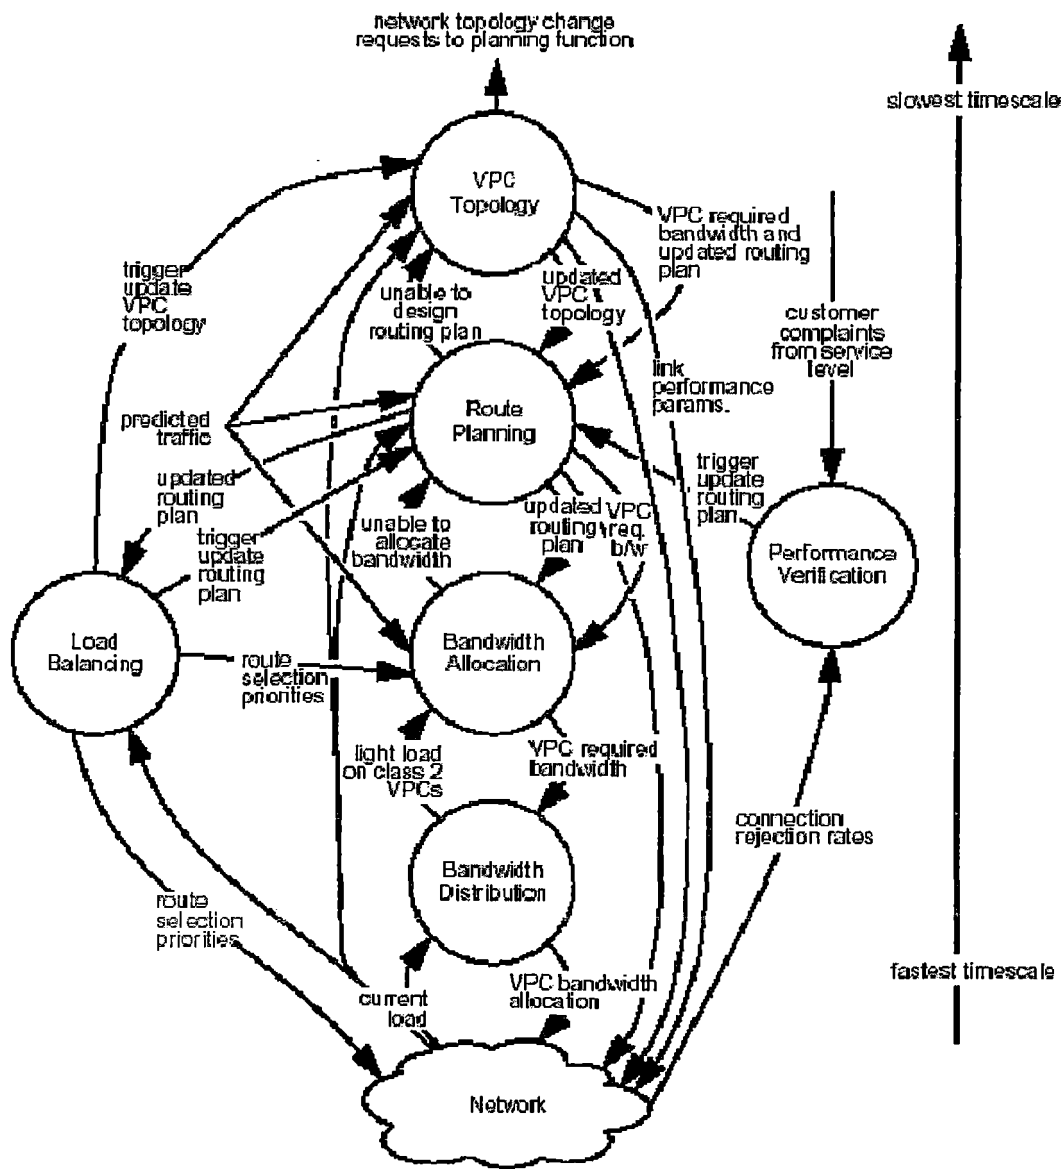 network topology change
requests to planning function
slowest timescale
VPC
Topology
VPC required
bandwidth and
updated routing
plan
trigger
update
VPC
topology
unable to
design
routing plan
updated
VPC
topology
customer
complaints
from service
level
link
performance
params.
predicted
traffic
Route
Planning
updated
routing
plan
trigger
update
routing
plan
trigger
update
routing
plan
unable to
allocate
bandwidth
updated
routing
plan
VPC
req.
b/w
Performance
Verification
Load
Balancing
Bandwidth
Allocation
route
selection
priorities
light load
on class 2
VPCs
VPC required
bandwidth
connection
rejection rates
Bandwidth
Distribution
route
selection
priorities
fastest timescale
current
load
VPC bandwidth
allocation
Network